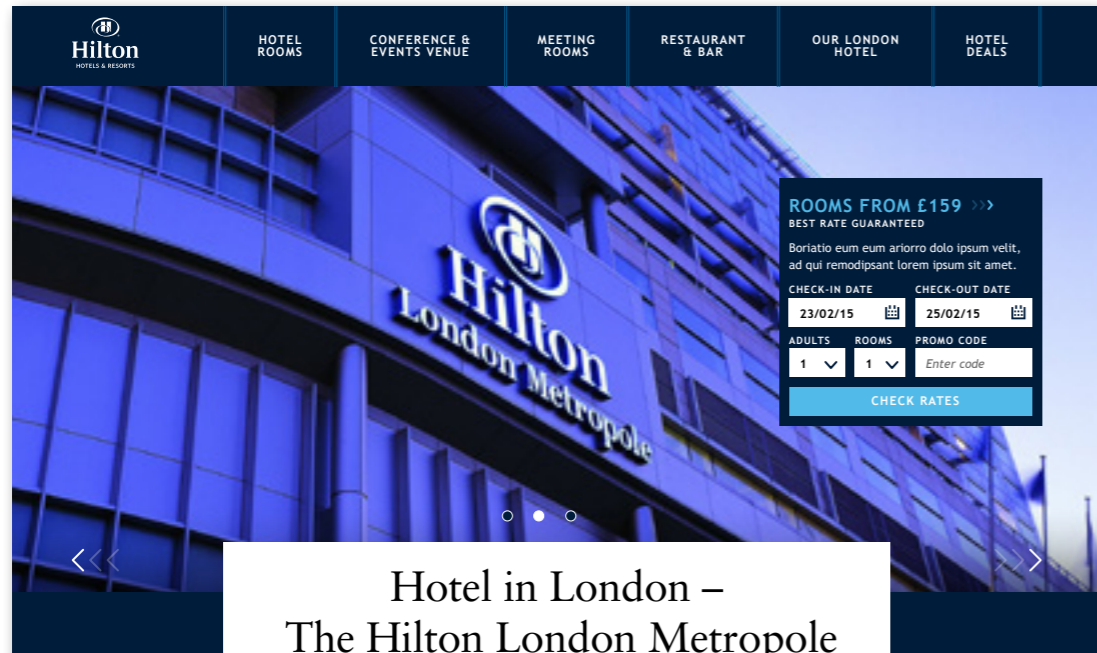 Hilton
HOTELS & RESORTS
HOTEL
ROOMS
CONFERENCE &
EVENTS VENUE
MEETING
ROOMS
RESTAURANT
& BAR
OUR LONDON
HOTEL
HOTEL
DEALS
Hilton
London Metropole
ROOMS FROM £159
BEST RATE GUARANTEED
Boriatio eum eum ariorro dolo ipsum velit,
ad qui remodipsant lorem ipsum sit amet.
CHECK-IN DATE CHECK-OUT DATE
23/02/15 25/02/15
ADULTS ROOMS PROMO CODE
1 1 Enter code
CHECK RATES
Hotel in London –
The Hilton London Metropole